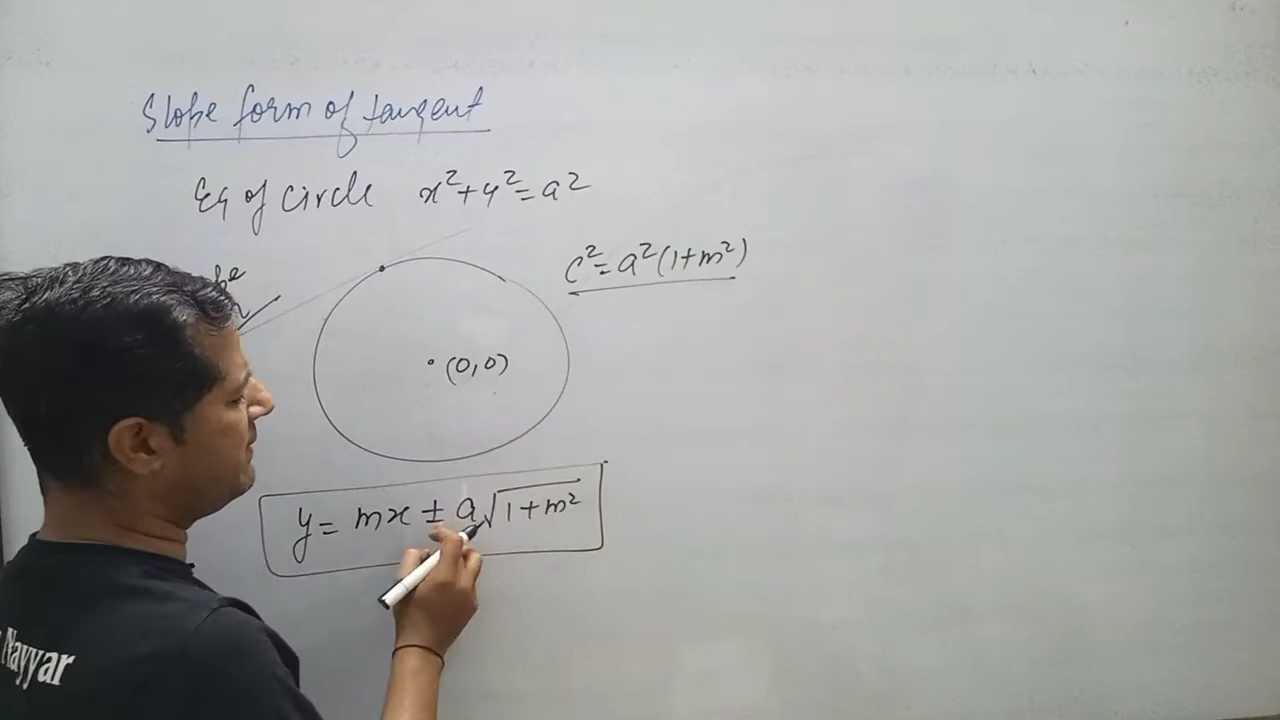 Slope form of tangent
Eq of circle x²+y²=a²
c²=a²(1+m²)
(0,0)
y= mx ± a√1+m²
Nayyar